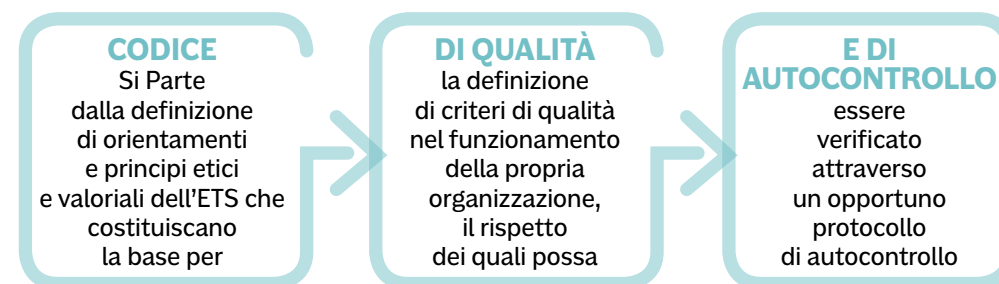 CODICE
Si Parte
dalla definizione
di orientamenti
e principi etici
e valoriali dell'ETS che
costituiscano
la base per
DI QUALITÀ
la definizione
di criteri di qualità
nel funzionamento
della propria
organizzazione,
il rispetto
dei quali possa
E DI
AUTOCONTROLLO
essere
verificato
attraverso
un opportuno
protocollo
di autocontrollo